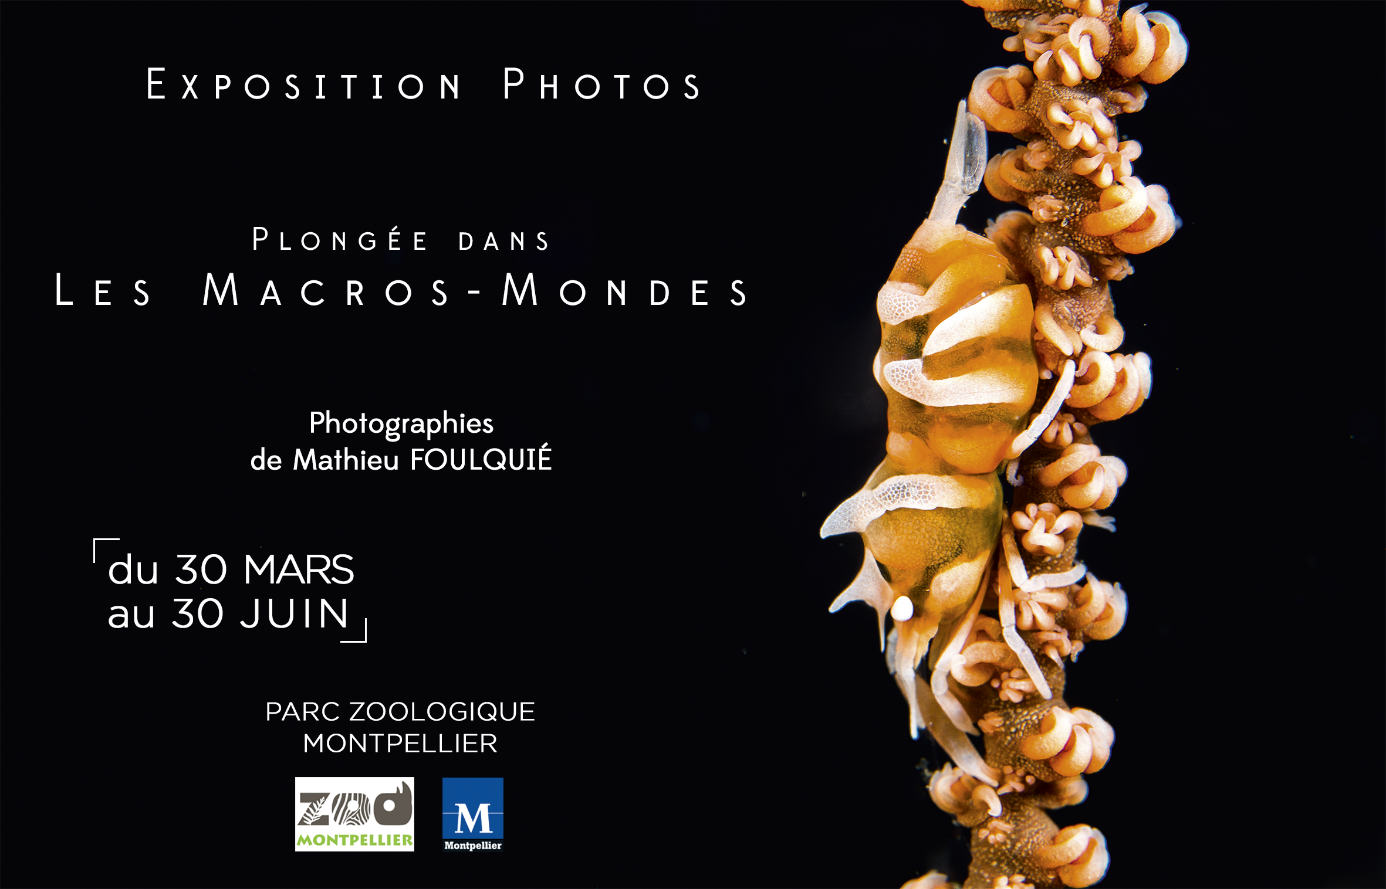 EXPOSITION PHOTOS
PLONGÉE DANS
LES MACROS-MONDES
Photographies
de Mathieu FOULQUIÉ
du 30 MARS
au 30 JUIN
PARC ZOOLOGIQUE
MONTPELLIER
ZOO
MONTPELLIER
M
Montpellier